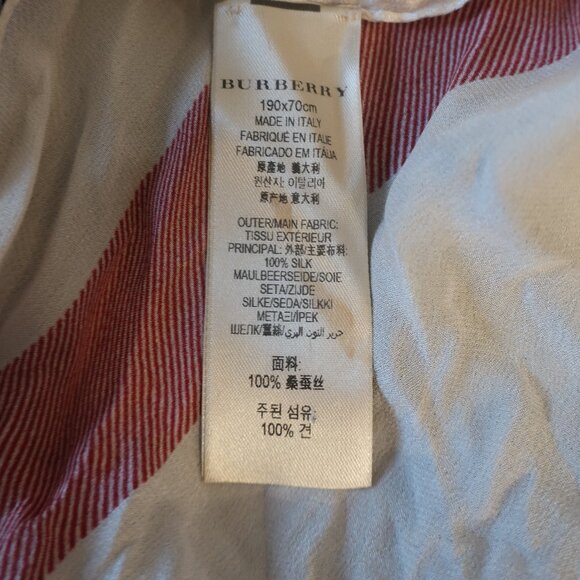 BURBERRY
190x70cm
MADE IN ITALY
FABRIQUÉ EN ITALIE
FABRICADO EM ITÁLIA
原產地 義大利
원산지: 이탈리아
原产地 意大利
OUTER/MAIN FABRIC:
TISSU EXTÉRIEUR
PRINCIPAL: 外部/主要布料:
100% SILK
MAULBEERSEIDE/SOIE
SETA/ZIJDE
SILKE/SEDA/SILKKI
ΜΕΤΑΞΙ/İPEK
ШЕЛК/蠶絲/حرير التوت البري
面料:
100% 桑蚕丝
주된 섬유:
100% 견